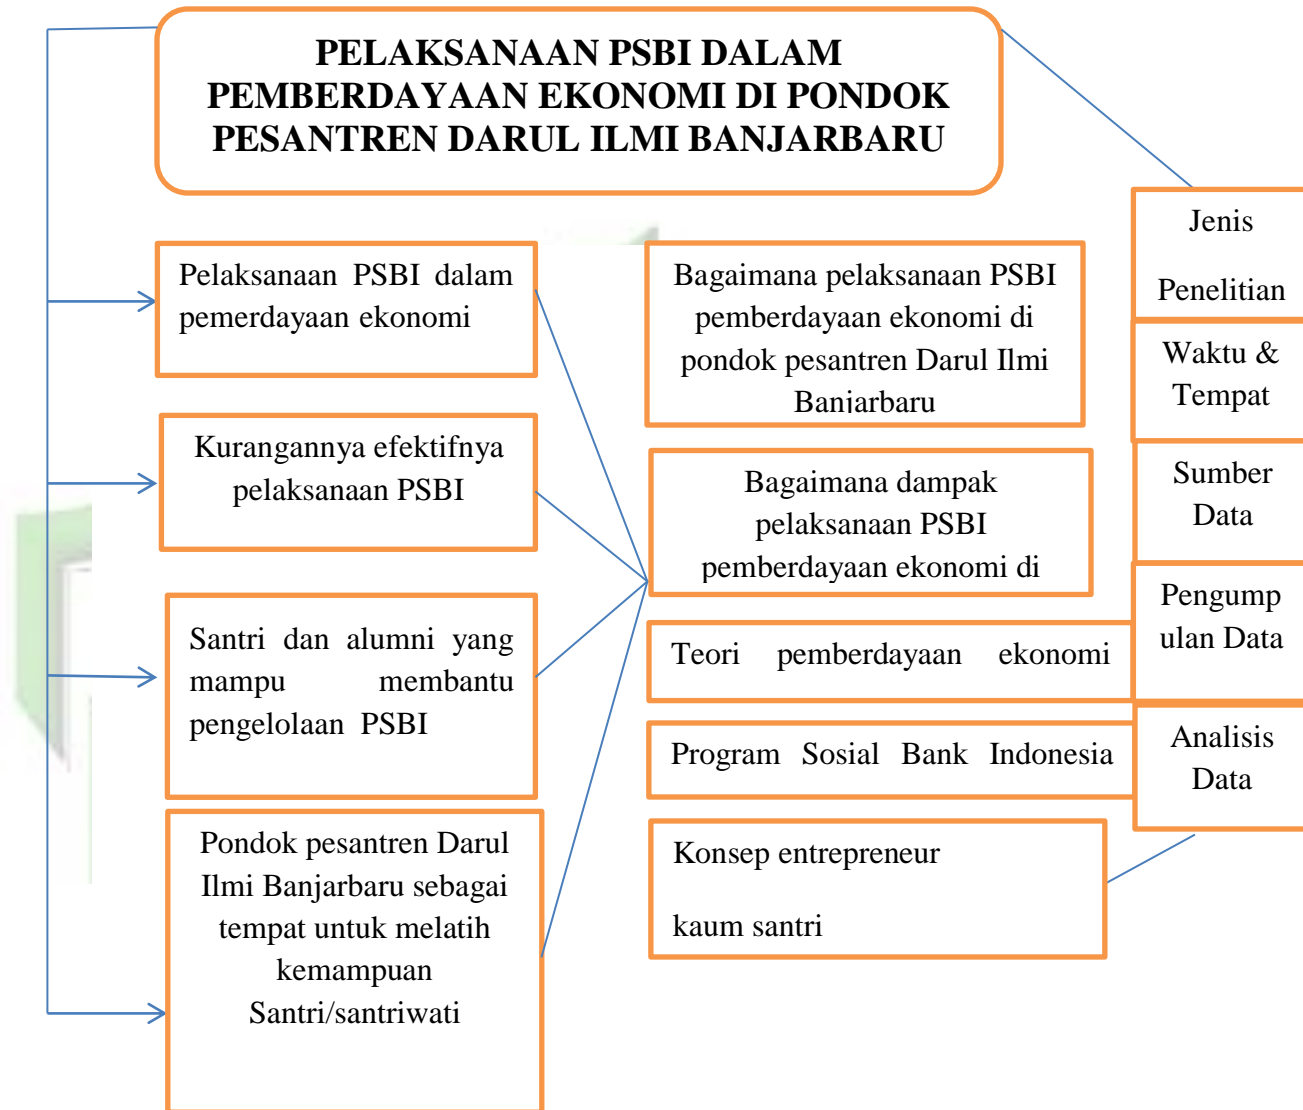 PELAKSANAAN PSBI DALAM
PEMBERDAYAAN EKONOMI DI PONDOK
PESANTREN DARUL ILMI BANJARBARU
Pelaksanaan PSBI dalam
pemerdayaan ekonomi
Kurangannya efektifnya
pelaksanaan PSBI
Santri dan alumni yang
mampu membantu
pengelolaan PSBI
Pondok pesantren Darul
Ilmi Banjarbaru sebagai
tempat untuk melatih
kemampuan
Santri/santriwati
Bagaimana pelaksanaan PSBI
pemberdayaan ekonomi di
pondok pesantren Darul Ilmi
Banjarbaru
Bagaimana dampak
pelaksanaan PSBI
pemberdayaan ekonomi di
Teori pemberdayaan ekonomi
Program Sosial Bank Indonesia
Konsep entrepreneur
kaum santri
Jenis
Penelitian
Waktu &
Tempat
Sumber
Data
Pengump
ulan Data
Analisis
Data